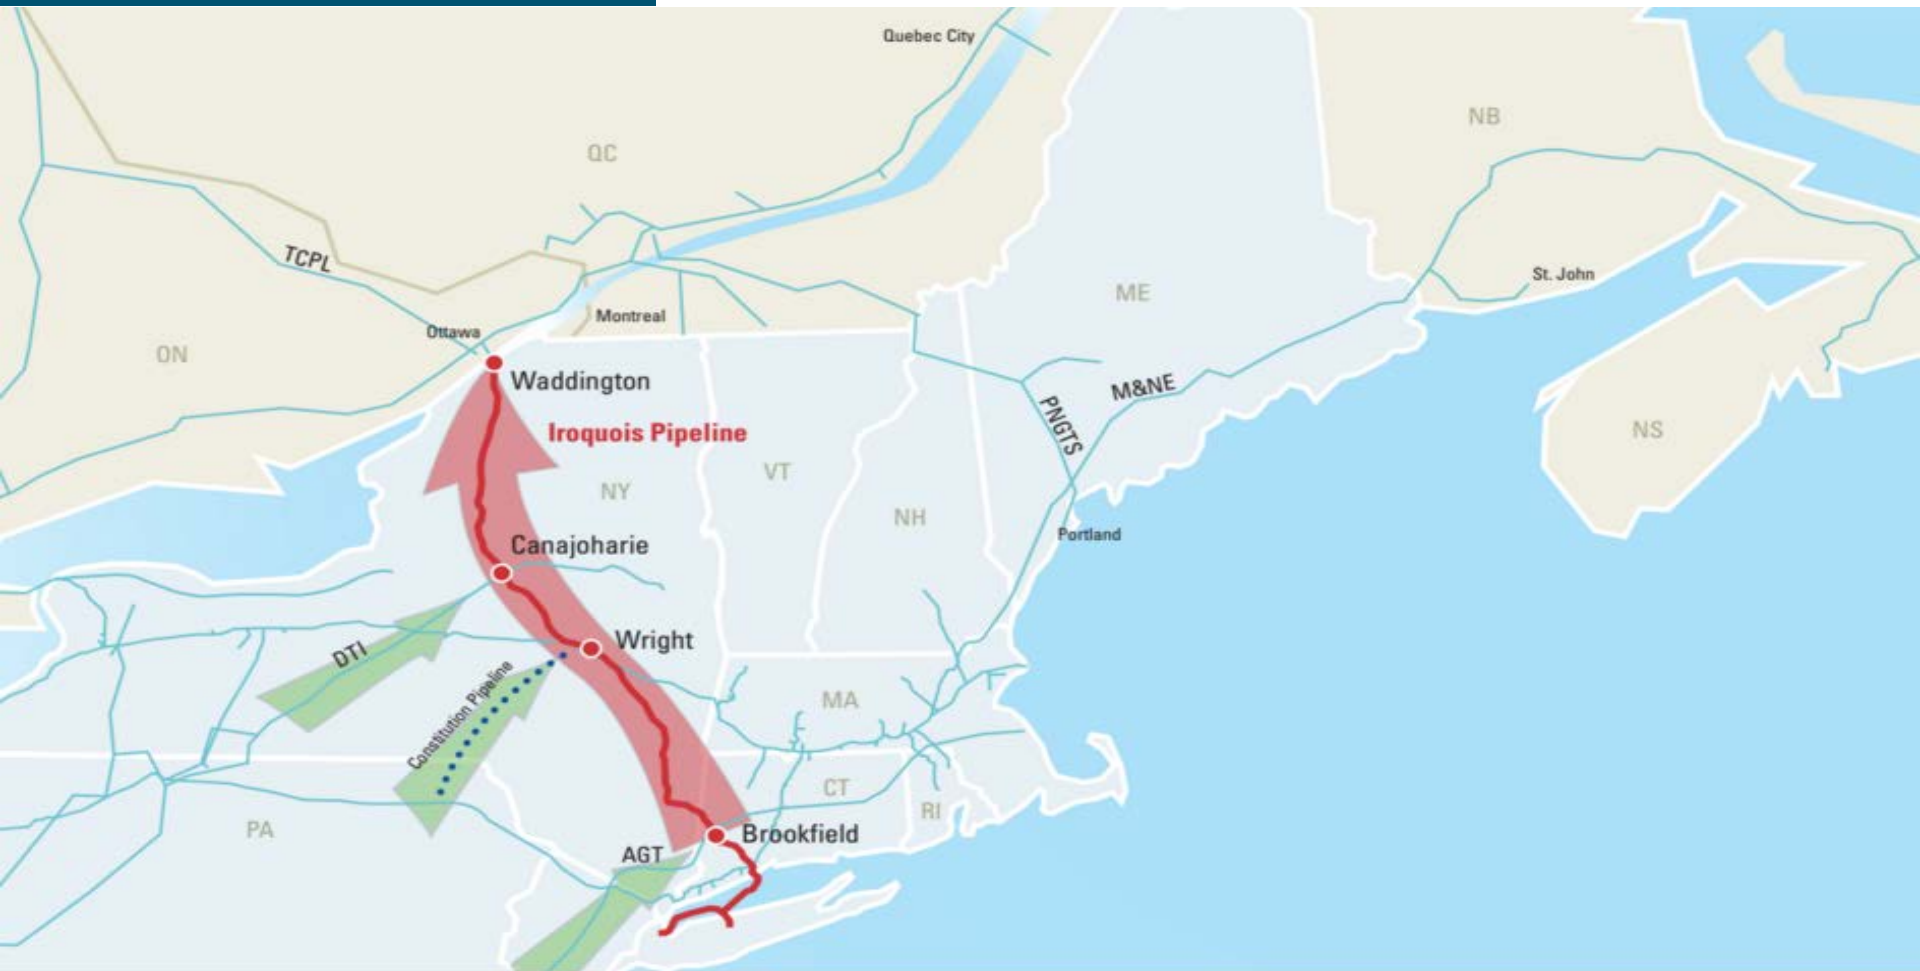 Quebec City
NB
QC
TCPL
St. John
ME
Montreal
Ottawa
ON
Waddington
M&NE
PNGTS
Iroquois Pipeline
NS
VT
NY
NH
Portland
Canajoharie
Wright
DTI
Constitution Pipeline
MA
CT
RI
PA
Brookfield
AGT